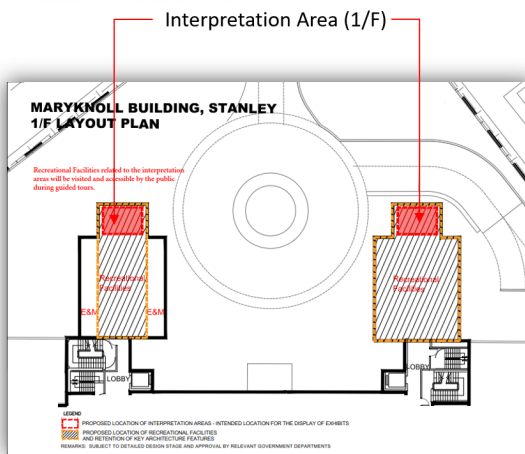 Interpretation Area (1/F)
MARYKNOLL BUILDING, STANLEY
1/F LAYOUT PLAN
Recreational Facilities related to the interpretation
areas will be visited and accessible by the public
during guided tours.
Recreational
Facilities
Recreational
Facilities
E&M
E&M
LOBBY
LOBBY
LEGEND
PROPOSED LOCATION OF INTERPRETATION AREAS - INTENDED LOCATION FOR THE DISPLAY OF EXHIBITS
PROPOSED LOCATION OF RECREATIONAL FACILITIES
AND RETENTION OF KEY ARCHITECTURE FEATURES
REMARKS: SUBJECT TO DETAILED DESIGN STAGE AND APPROVAL BY RELEVANT GOVERNMENT DEPARTMENTS